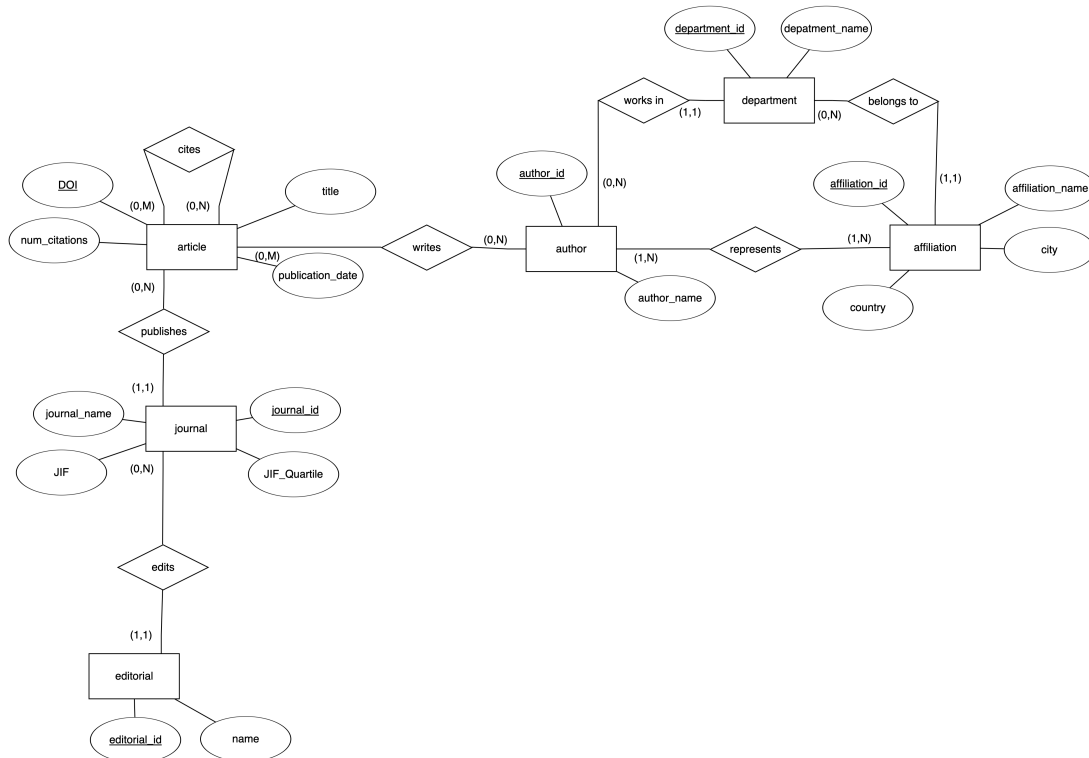 department_id
depatment_name
works in
department
belongs to
(1,1)
(0,N)
cites
DOI
title
author_id
(0,N)
(1,1)
affiliation_id
affiliation_name
(0,M)
(0,N)
num_citations
article
(0,M)
writes
(0,N)
author
(1,N)
represents
(1,N)
affiliation
city
publication_date
(0,N)
author_name
country
publishes
(1,1)
journal_name
journal_id
journal
JIF
(0,N)
JIF_Quartile
edits
(1,1)
editorial
editorial_id
name